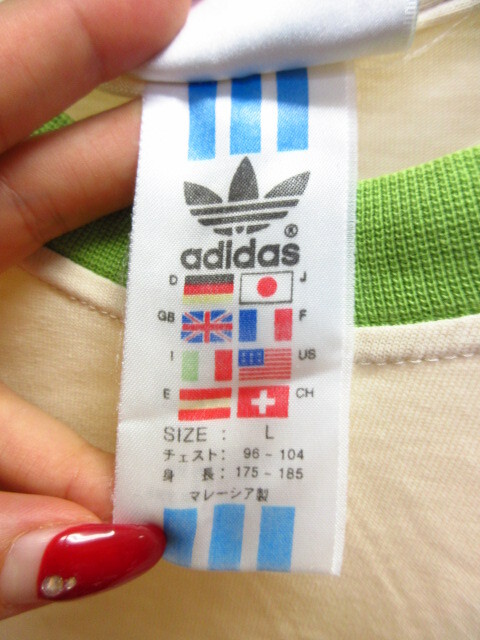 adidas ®
D J
GB F
I US
E CH
SIZE : L
チェスト: 96 - 104
身 長: 175 - 185
マレーシア製